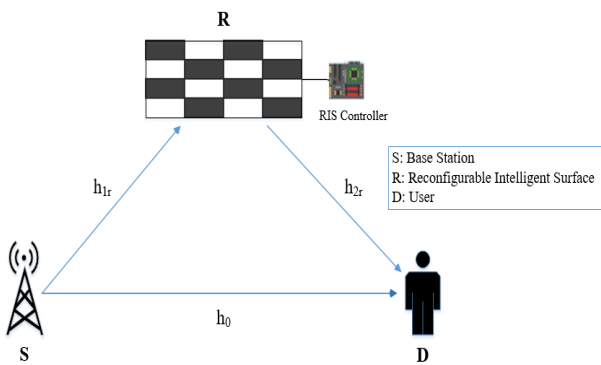 R
RIS Controller
S: Base Station
R: Reconfigurable Intelligent Surface
D: User
h1r
h2r
h0
S
D